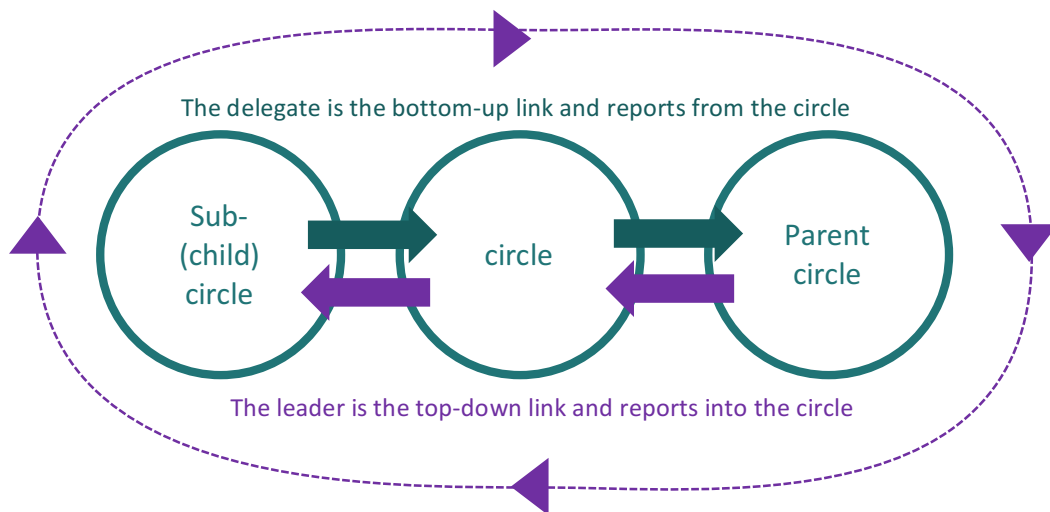 The delegate is the bottom-up link and reports from the circle
Sub-
(child)
circle
circle
Parent
circle
The leader is the top-down link and reports into the circle